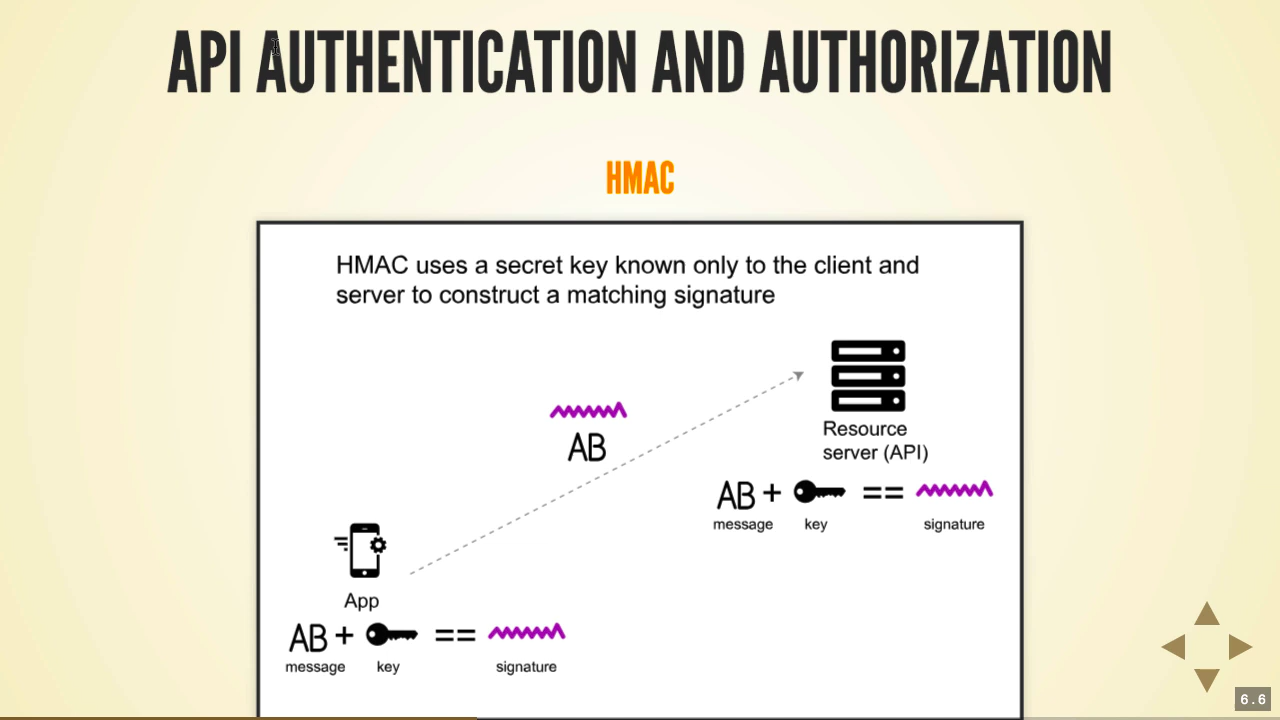 API AUTHENTICATION AND AUTHORIZATION
HMAC
HMAC uses a secret key known only to the client and
server to construct a matching signature
AB
Resource
server (API)
AB + ==
message key signature
App
AB + ==
message key signature
6.6